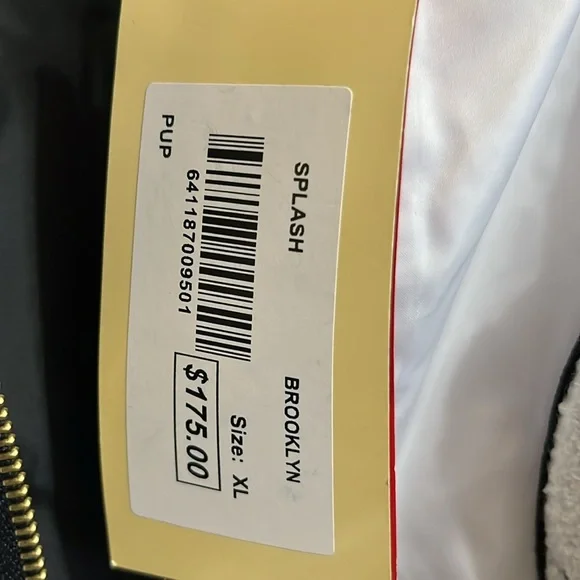 SPLASH BROOKLYN
Size: XL
641187009501
$175.00
PUP